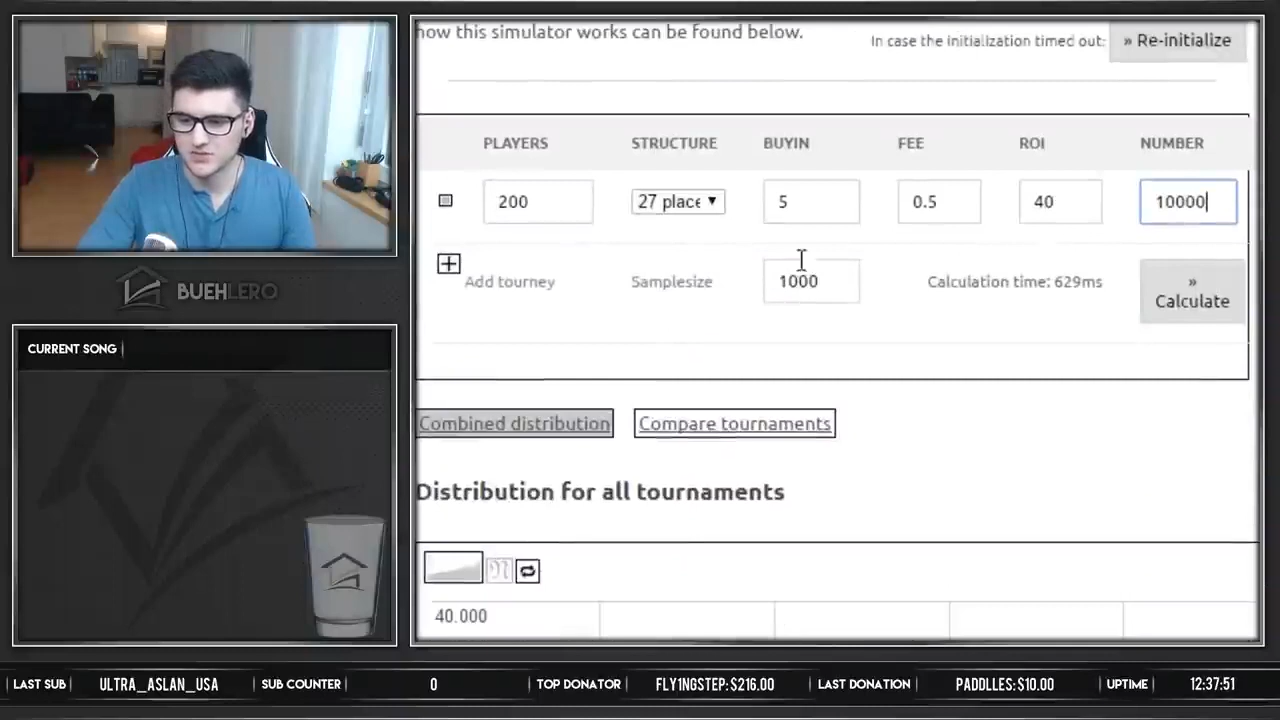 how this simulator works can be found below.
In case the initialization timed out:
» Re-initialize
PLAYERS STRUCTURE BUYIN FEE ROI NUMBER
200 27 place 5 0.5 40 10000
Add tourney Samplesize 1000 Calculation time: 629ms » Calculate
Combined distribution Compare tournaments
Distribution for all tournaments
40.000
BUEHLERO
CURRENT SONG
LAST SUB ULTRA_ASLAN_USA SUB COUNTER 0 TOP DONATOR FLY1NGSTEP: $216.00 LAST DONATION PADDLLES: $10.00 UPTIME 12:37:51